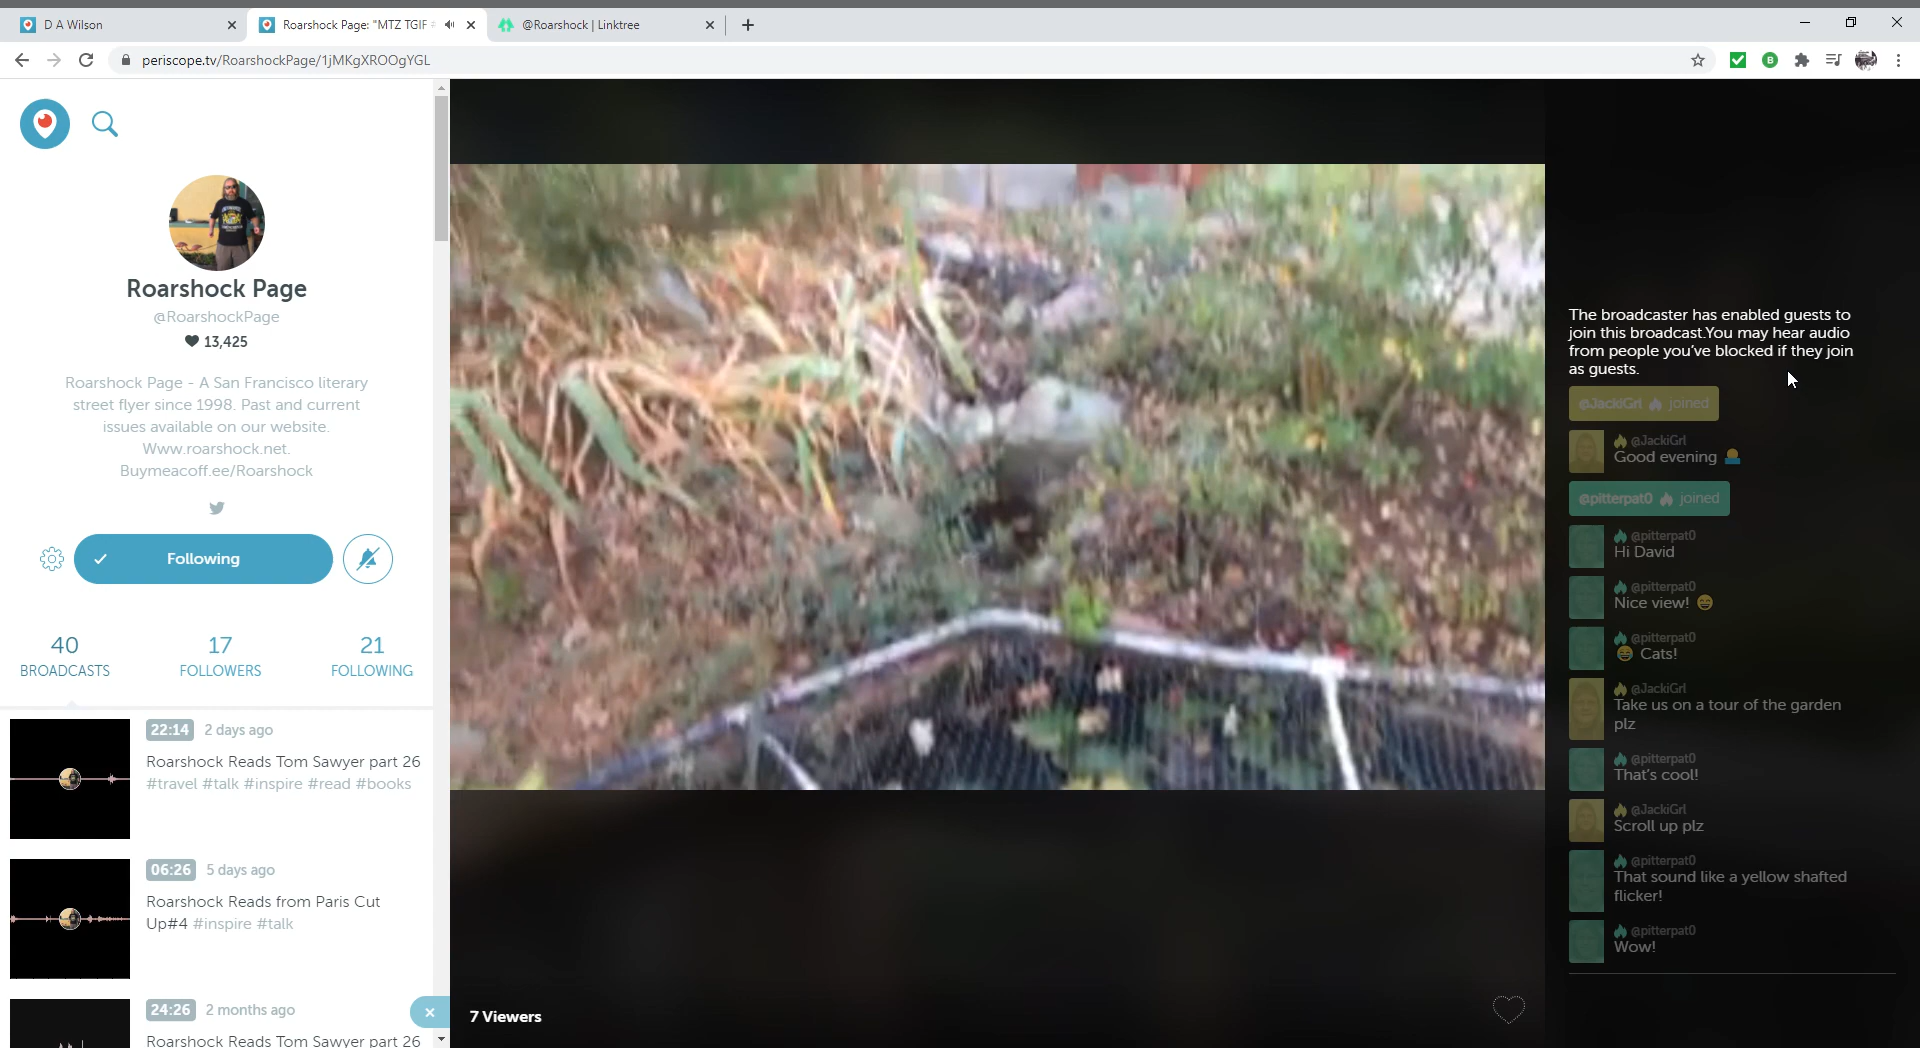 D A Wilson
Roarshock Page: "MTZ TGIF
@Roarshock | Linktree
periscope.tv/RoarshockPage/1jMKgXROOgYGL
B
Roarshock Page
@RoarshockPage
13,425
Roarshock Page - A San Francisco literary
street flyer since 1998. Past and current
issues available on our website.
Www.roarshock.net.
Buymeacoff.ee/Roarshock
Following
40
BROADCASTS
17
FOLLOWERS
21
FOLLOWING
22:14 2 days ago
Roarshock Reads Tom Sawyer part 26
#travel #talk #inspire #read #books
06:26 5 days ago
Roarshock Reads from Paris Cut
Up#4 #inspire #talk
24:26 2 months ago
Roarshock Reads Tom Sawyer part 26
7 Viewers
The broadcaster has enabled guests to
join this broadcast.You may hear audio
from people you've blocked if they join
as guests.
@JackiGrl joined
@JackiGrl
Good evening
@pitterpat0 joined
@pitterpat0
Hi David
@pitterpat0
Nice view!
@pitterpat0
Cats!
@JackiGrl
Take us on a tour of the garden
plz
@pitterpat0
That's cool!
@JackiGrl
Scroll up plz
@pitterpat0
That sound like a yellow shafted
flicker!
@pitterpat0
Wow!